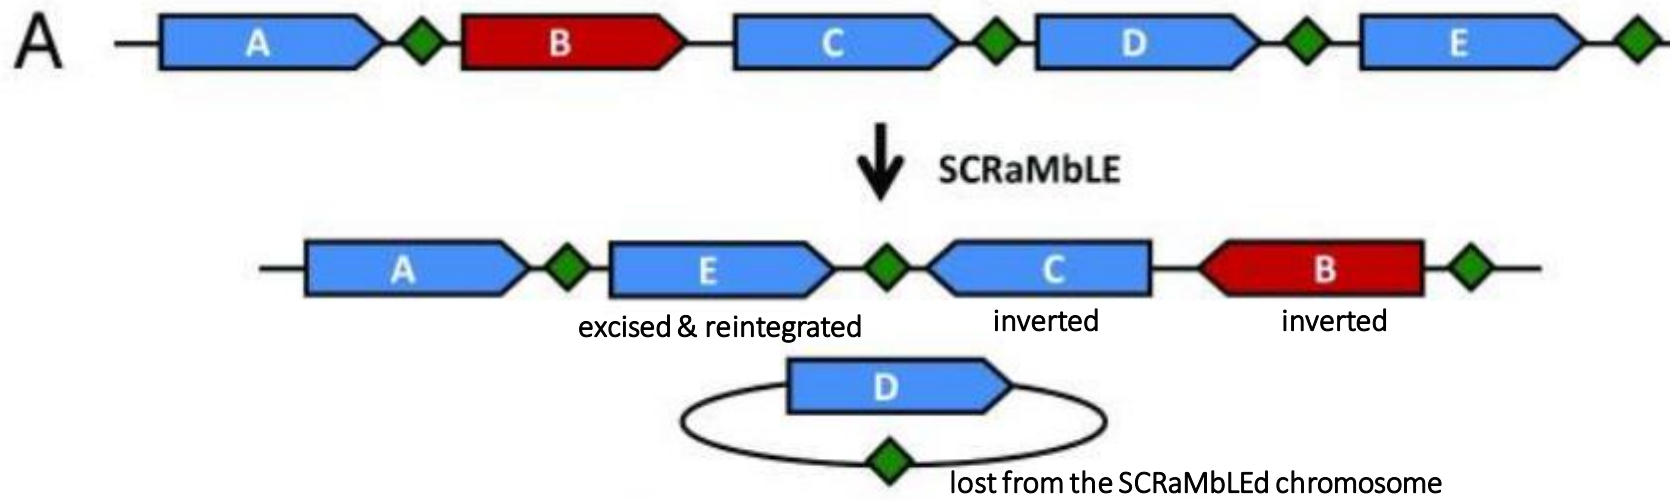 A
A B C D E
SCRaMbLE
A E C B
excised & reintegrated inverted inverted
D
lost from the SCRaMbLEd chromosome